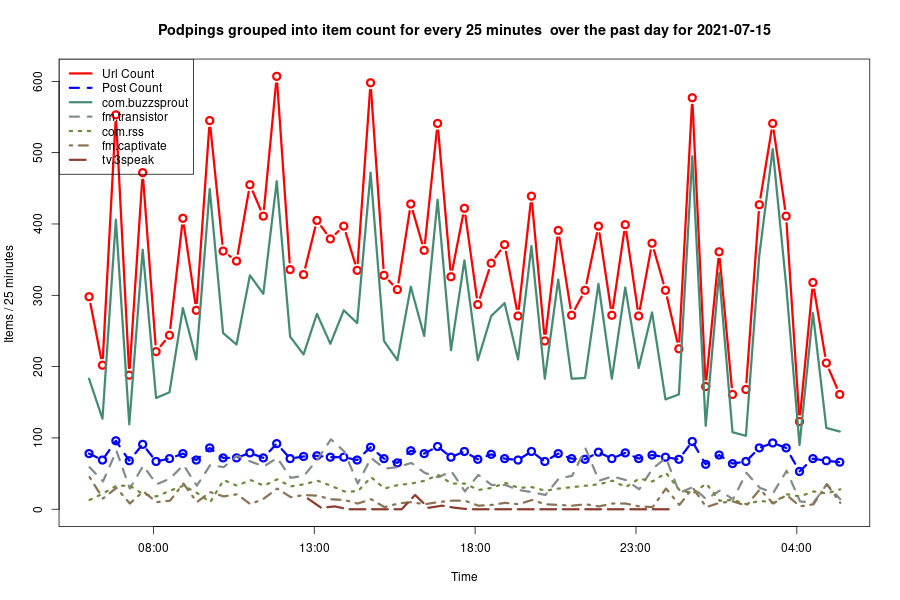 Podpings grouped into item count for every 25 minutes  over the past day for 2021-07-15
Url Count
Post Count
com.buzzsprout
fm.transistor
com.rss
fm.captivate
tv.3speak
Items / 25 minutes
600
500
400
300
200
100
0
08:00
13:00
18:00
23:00
04:00
Time